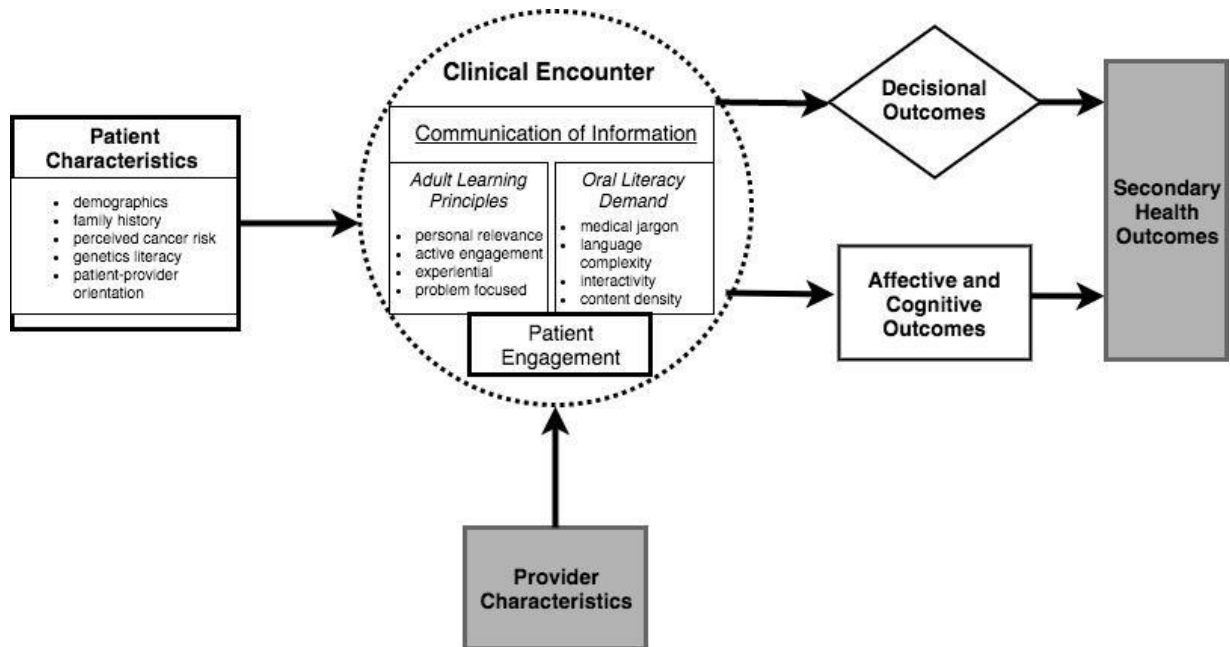 Patient
Characteristics
• demographics
• family history
• perceived cancer risk
• genetics literacy
• patient-provider
orientation
Clinical Encounter
Communication of Information
Adult Learning
Principles
• personal relevance
• active engagement
• experiential
• problem focused
Oral Literacy
Demand
• medical jargon
• language
complexity
• interactivity
• content density
Patient
Engagement
Provider
Characteristics
Decisional
Outcomes
Affective and
Cognitive
Outcomes
Secondary
Health
Outcomes